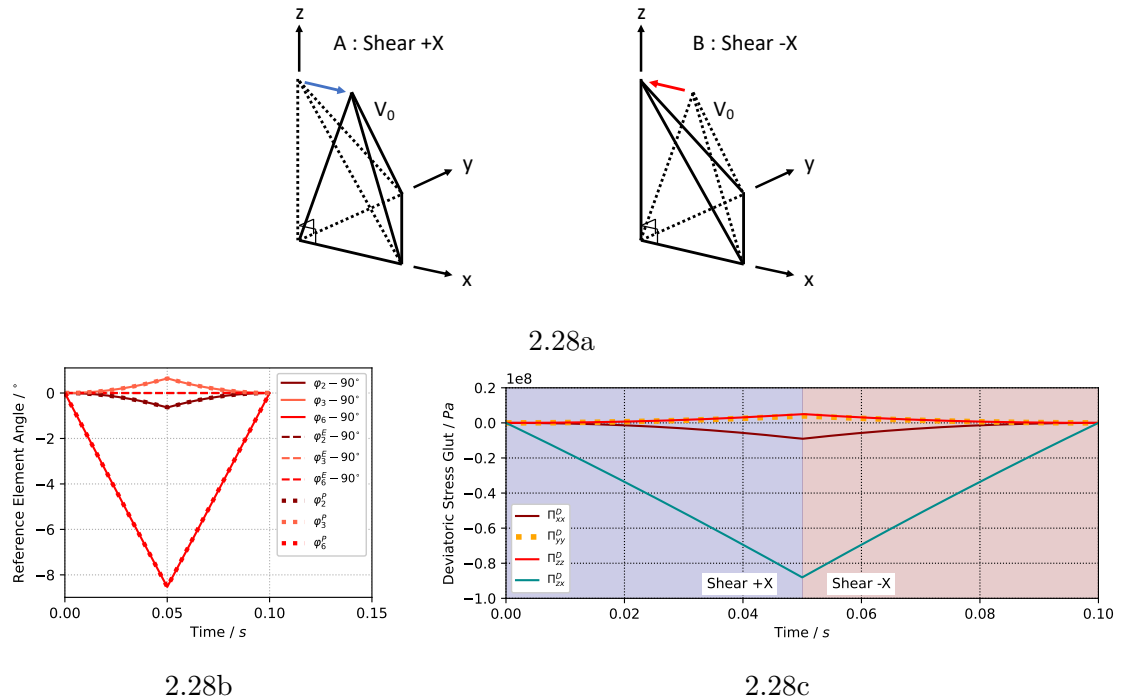 z
A : Shear +X
V₀
y
x
z
B : Shear -X
V₀
y
x
2.28a
Reference Element Angle / °
0
−2
−4
−6
−8
0.00 0.05 0.10 0.15
Time / s
φ₂ − 90°
φ₃ − 90°
φ₆ − 90°
φ₂ᴱ − 90°
φ₃ᴱ − 90°
φ₆ᴱ − 90°
φ₂ᴾ
φ₃ᴾ
φ₆ᴾ
2.28b
1e8
Deviatoric Stress Glut / Pa
0.2
0.0
−0.2
−0.4
−0.6
−0.8
−1.0
Π_xx^D
Π_yy^D
Π_zz^D
Π_zx^D
Shear +X
Shear -X
0.00 0.02 0.04 0.06 0.08 0.10
Time / s
2.28c